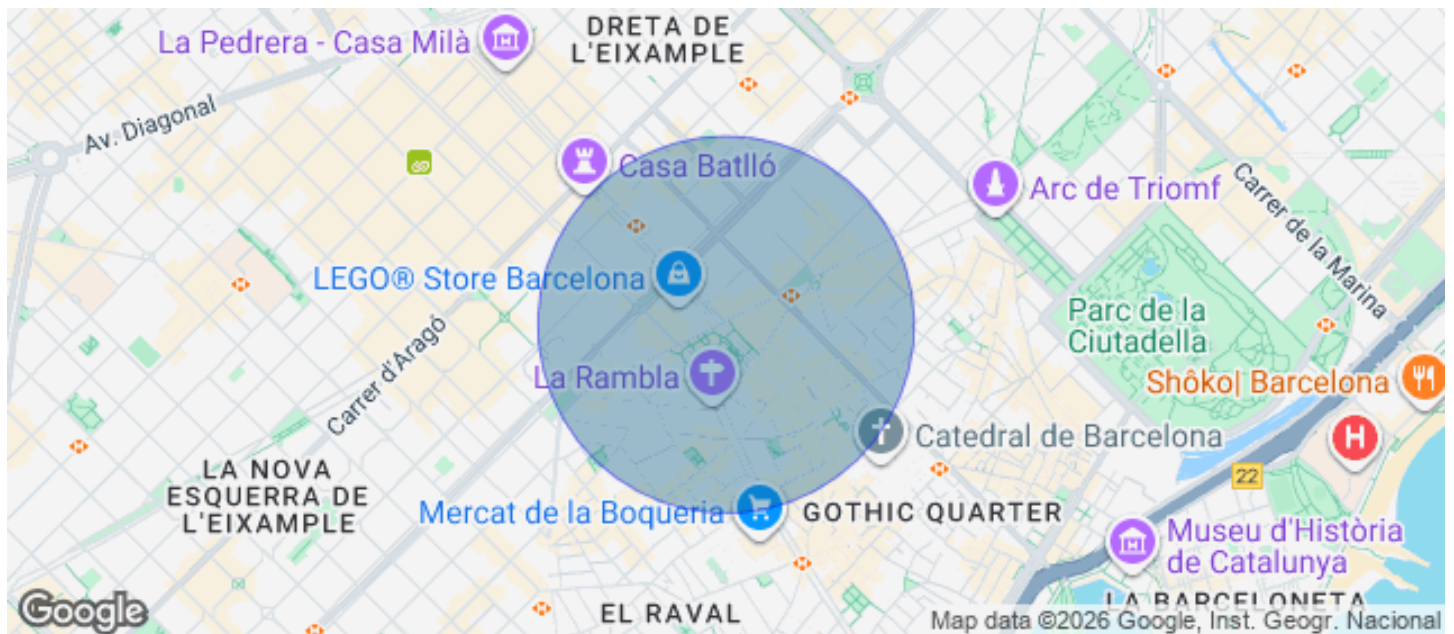 DRETA DE
L'EIXAMPLE
La Pedrera - Casa Milà
Av. Diagonal
Casa Batlló
Arc de Triomf
Carrer de la Marina
LEGO® Store Barcelona
Parc de la
Ciutadella
Carrer d'Aragó
La Rambla
Shôko| Barcelona
H
Catedral de Barcelona
22
LA NOVA
ESQUERRA DE
L'EIXAMPLE
Mercat de la Boqueria
GOTHIC QUARTER
Museu d'Història
de Catalunya
LA BARCELONETA
EL RAVAL
Google
Map data ©2026 Google, Inst. Geogr. Nacional